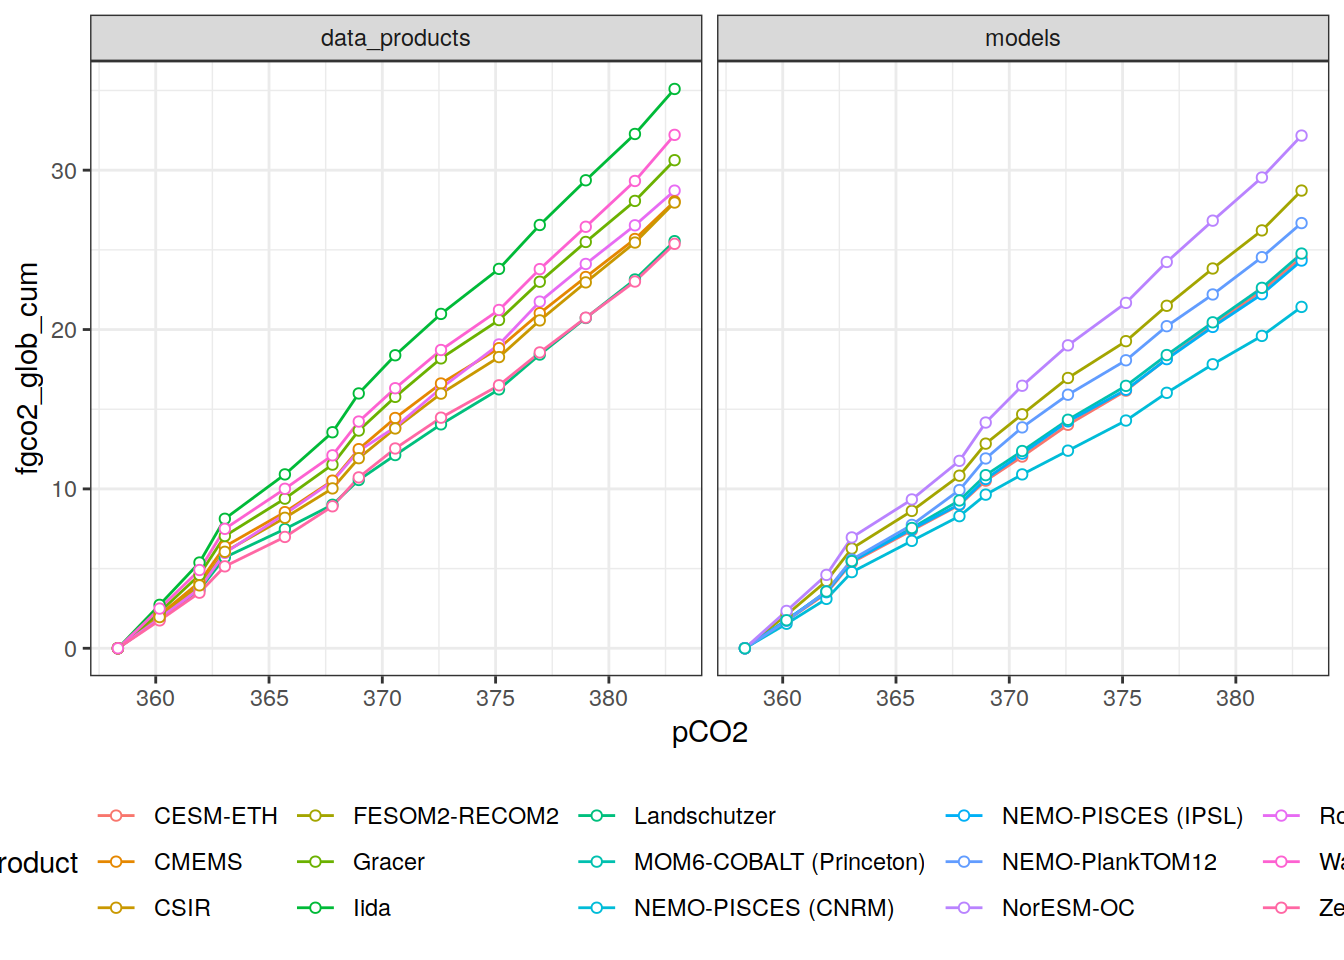 data_products models
fgco2_glob_cum
30
20
10
0
360 365 370 375 380 360 365 370 375 380
pCO2
CESM-ETH FESOM2-RECOM2 Landschutzer NEMO-PISCES (IPSL)
CMEMS Gracer MOM6-COBALT (Princeton) NEMO-PlankTOM12
CSIR Iida NEMO-PISCES (CNRM) NorESM-OC